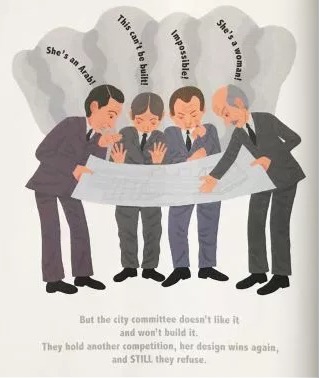 She's an Arab!
This can't be built!
Impossible!
She's a woman!
But the city committee doesn't like it
and won't build it.
They hold another competition, her design wins again,
and STILL they refuse.